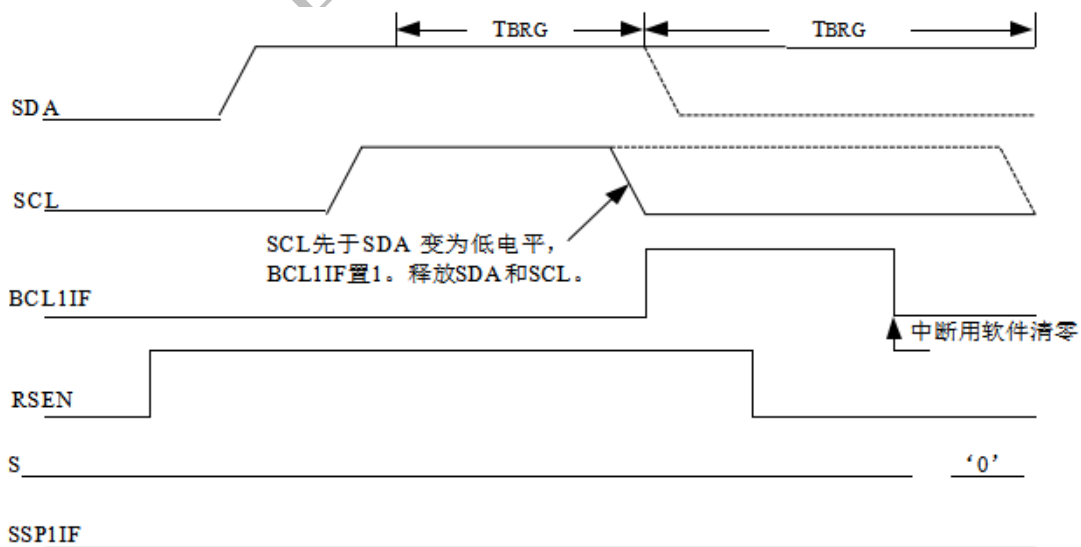 TBRG TBRG
SDA
SCL
SCL先于SDA 变为低电平，
BCL1IF置1。释放SDA和SCL。
BCL1IF
中断用软件清零
RSEN
S ‘0’
SSP1IF